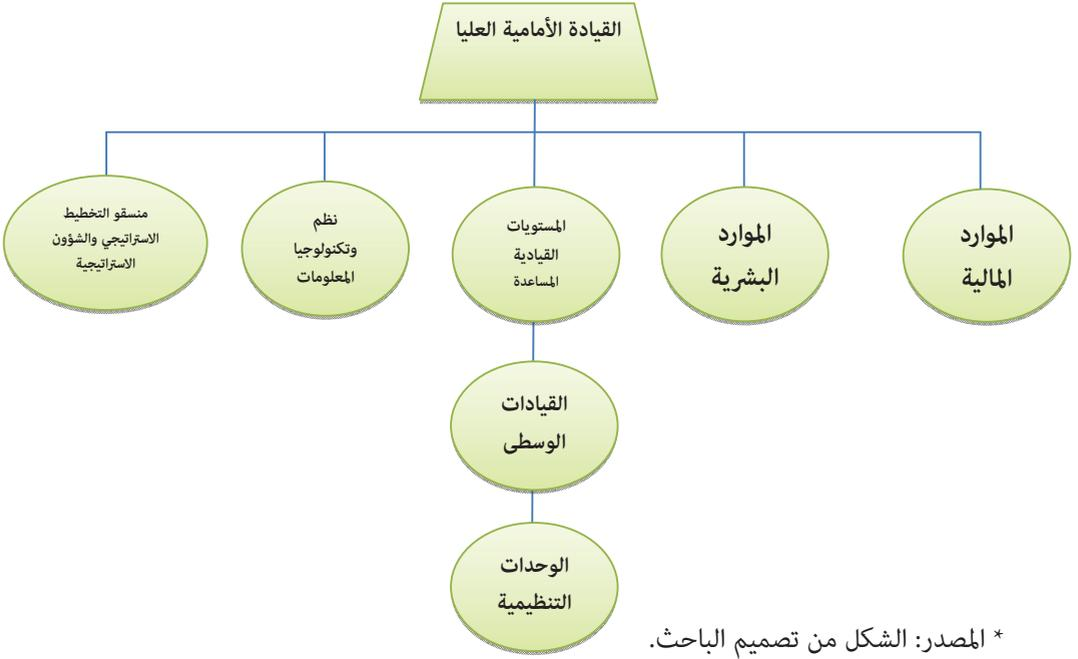 القيادة الأمامية العليا
الموارد
المالية
الموارد
البشرية
المستويات
القيادية
المساعدة
نظم
وتكنولوجيا
المعلومات
منسقو التخطيط
الاستراتيجي والشؤون
الاستراتيجية
القيادات
الوسطى
الوحدات
التنظيمية
* المصدر: الشكل من تصميم الباحث.